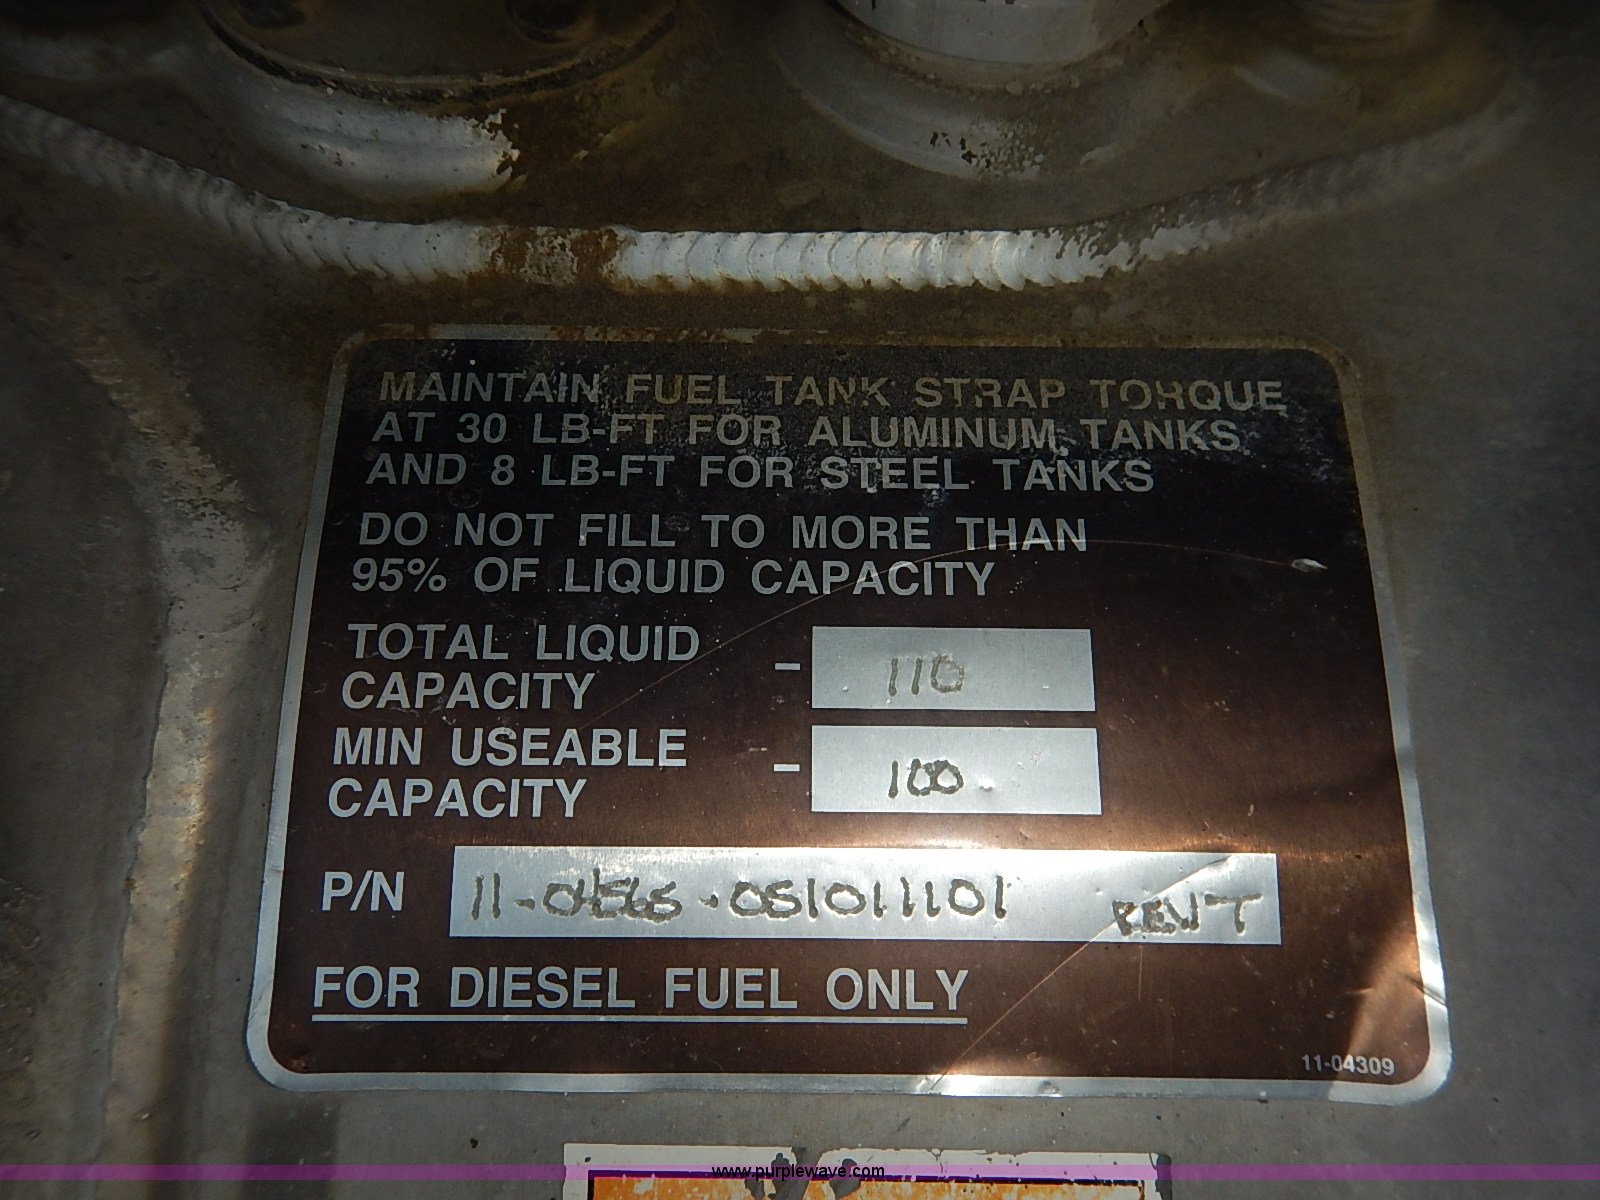 MAINTAIN FUEL TANK STRAP TORQUE
AT 30 LB-FT FOR ALUMINUM TANKS
AND 8 LB-FT FOR STEEL TANKS
DO NOT FILL TO MORE THAN
95% OF LIQUID CAPACITY
TOTAL LIQUID
CAPACITY - 110
MIN USEABLE
CAPACITY - 100
P/N
FOR DIESEL FUEL ONLY
11-04309
www.purplewave.com